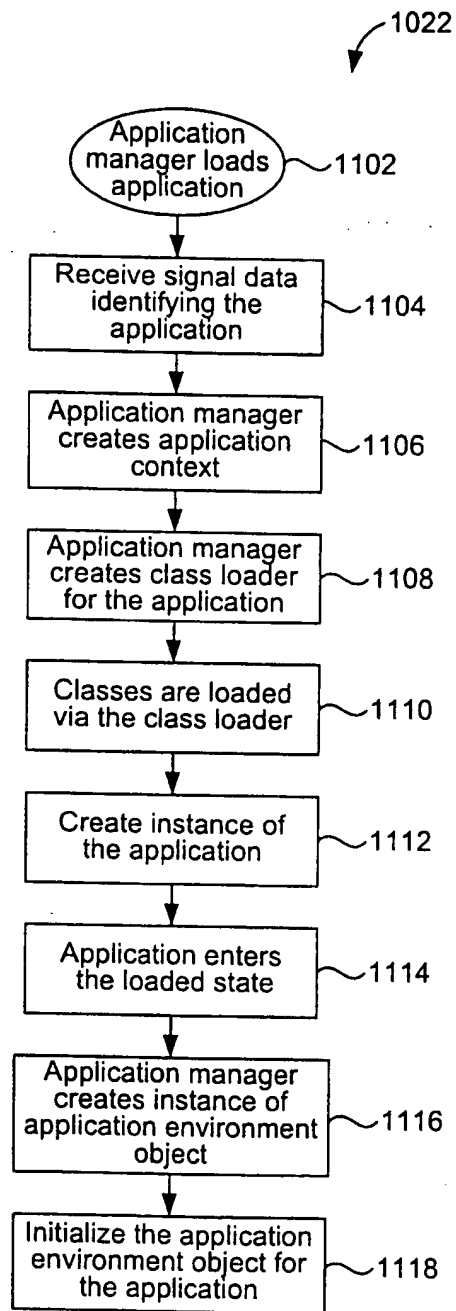 1022
Application
manager loads
application
1102
Receive signal data
identifying the
application
1104
Application manager
creates application
context
1106
Application manager
creates class loader
for the application
1108
Classes are loaded
via the class loader
1110
Create instance of
the application
1112
Application enters
the loaded state
1114
Application manager
creates instance of
application environment
object
1116
Initialize the application
environment object for
the application
1118